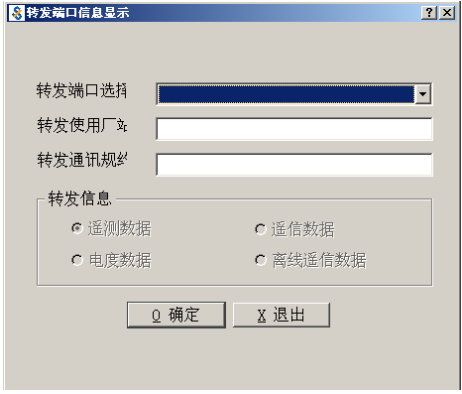 转发端口信息显示
转发端口选择
转发使用厂站
转发通讯规约
转发信息
遥测数据 遥信数据
电度数据 离线遥信数据
O 确定 X 退出